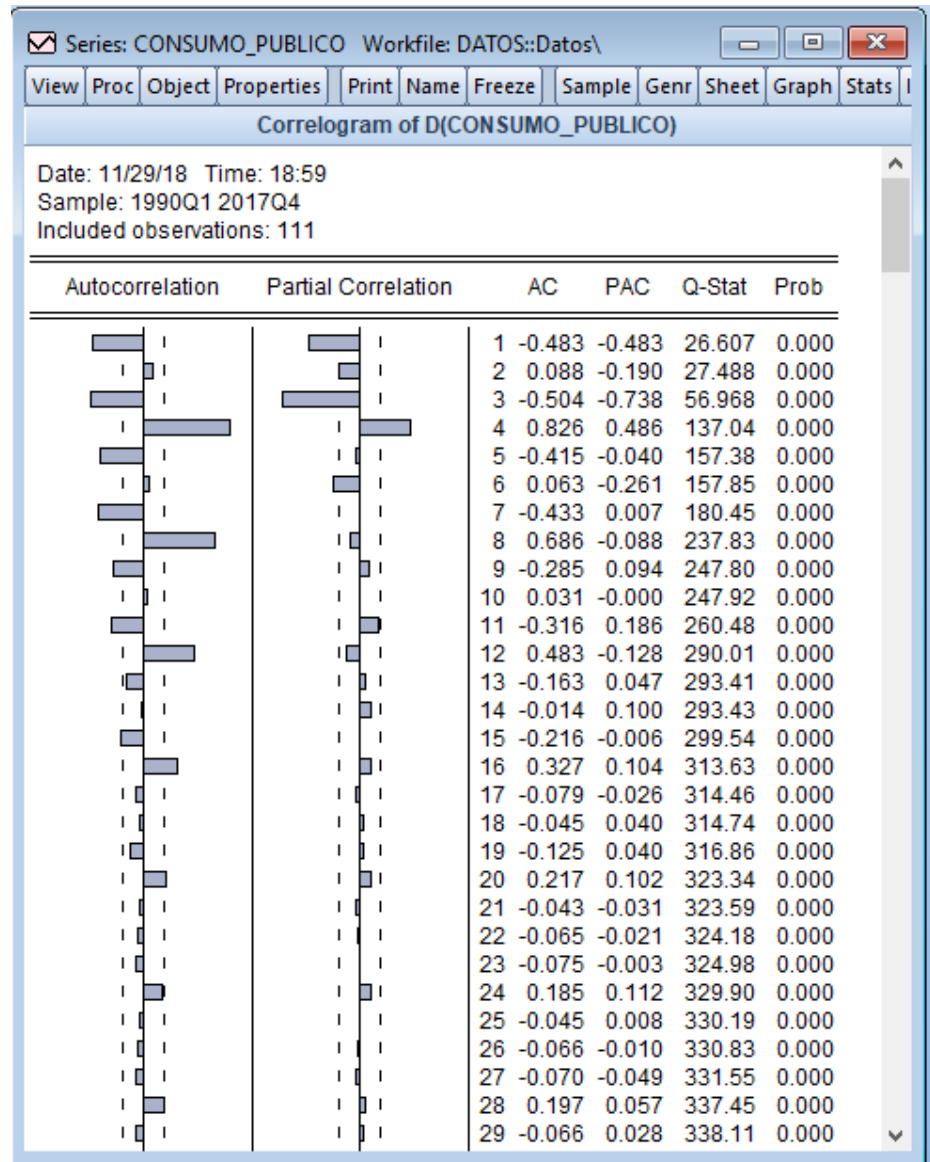 Series: CONSUMO_PUBLICO Workfile: DATOS::Datos\
View Proc Object Properties Print Name Freeze Sample Genr Sheet Graph Stats
Correlogram of D(CONSUMO_PUBLICO)
Date: 11/29/18 Time: 18:59
Sample: 1990Q1 2017Q4
Included observations: 111
Autocorrelation Partial Correlation AC PAC Q-Stat Prob
1 -0.483 -0.483 26.607 0.000
2 0.088 -0.190 27.488 0.000
3 -0.504 -0.738 56.968 0.000
4 0.826 0.486 137.04 0.000
5 -0.415 -0.040 157.38 0.000
6 0.063 -0.261 157.85 0.000
7 -0.433 0.007 180.45 0.000
8 0.686 -0.088 237.83 0.000
9 -0.285 0.094 247.80 0.000
10 0.031 -0.000 247.92 0.000
11 -0.316 0.186 260.48 0.000
12 0.483 -0.128 290.01 0.000
13 -0.163 0.047 293.41 0.000
14 -0.014 0.100 293.43 0.000
15 -0.216 -0.006 299.54 0.000
16 0.327 0.104 313.63 0.000
17 -0.079 -0.026 314.46 0.000
18 -0.045 0.040 314.74 0.000
19 -0.125 0.040 316.86 0.000
20 0.217 0.102 323.34 0.000
21 -0.043 -0.031 323.59 0.000
22 -0.065 -0.021 324.18 0.000
23 -0.075 -0.003 324.98 0.000
24 0.185 0.112 329.90 0.000
25 -0.045 0.008 330.19 0.000
26 -0.066 -0.010 330.83 0.000
27 -0.070 -0.049 331.55 0.000
28 0.197 0.057 337.45 0.000
29 -0.066 0.028 338.11 0.000